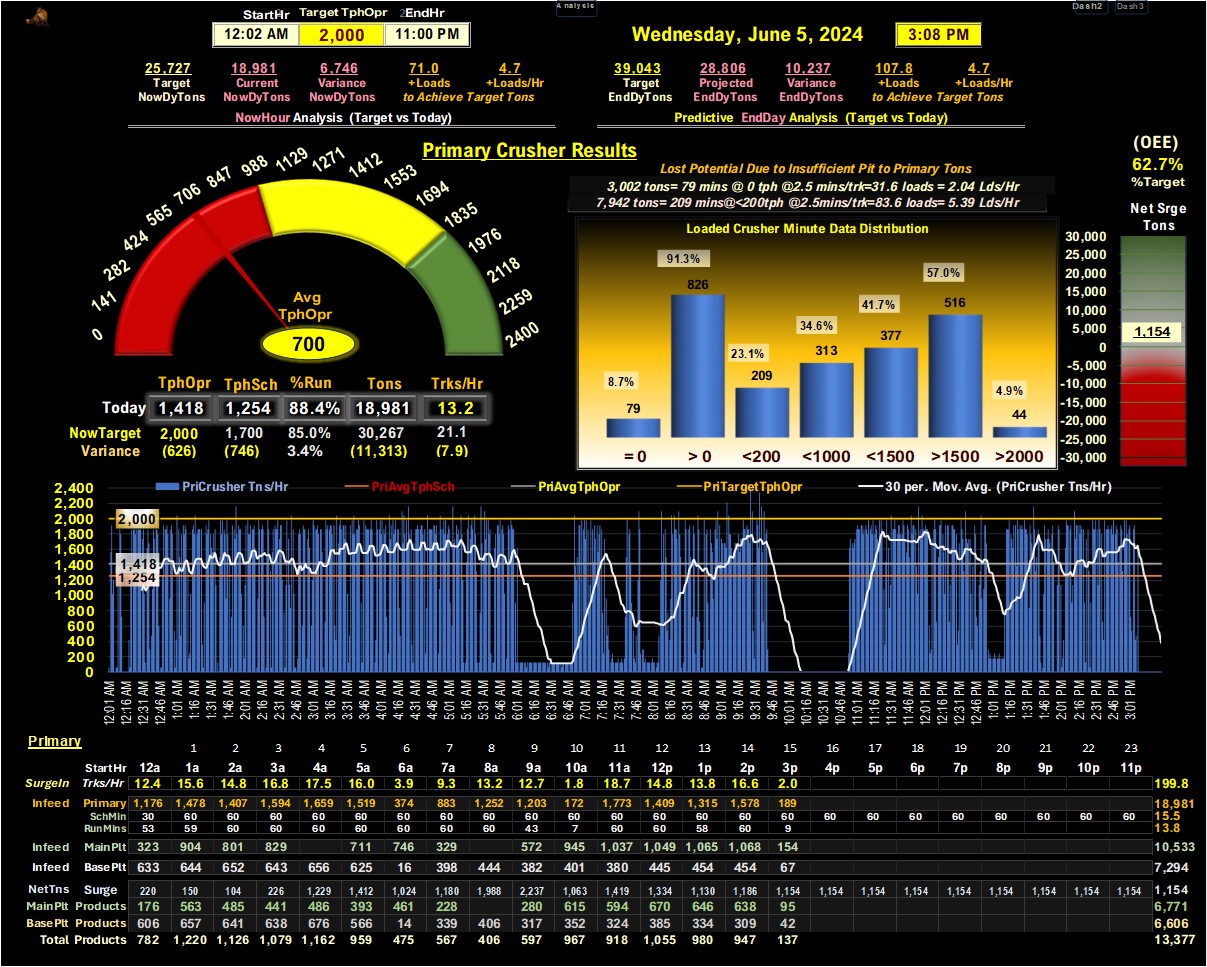 Analysis
Dash2 Dash3
StartHr Target TphOpr 2EndHr
12:02 AM 2,000 11:00 PM
Wednesday, June 5, 2024 3:08 PM
25,727 18,981 6,746 71.0 4.7
Target Current Variance +Loads +Loads/Hr
NowDyTons NowDyTons NowDyTons to Achieve Target Tons
NowHour Analysis (Target vs Today)
39,043 28,806 10,237 107.8 4.7
Target Projected Variance +Loads +Loads/Hr
EndDyTons EndDyTons EndDyTons to Achieve Target Tons
Predictive EndDay Analysis (Target vs Today)
Primary Crusher Results
0 141 282 424 565 706 847 988 1129 1271 1412 1553 1694 1835 1976 2118 2259 2400
Avg
TphOpr
700
TphOpr TphSch %Run Tons Trks/Hr
Today 1,418 1,254 88.4% 18,981 13.2
NowTarget 2,000 1,700 85.0% 30,267 21.1
Variance (626) (746) 3.4% (11,313) (7.9)
Lost Potential Due to Insufficient Pit to Primary Tons
3,002 tons= 79 mins @ 0 tph @2.5 mins/trk=31.6 loads = 2.04 Lds/Hr
7,942 tons= 209 mins@<200tph @2.5mins/trk=83.6 loads= 5.39 Lds/Hr
Loaded Crusher Minute Data Distribution
8.7% 91.3% 23.1% 34.6% 41.7% 57.0% 4.9%
79 826 209 313 377 516 44
= 0 > 0 <200 <1000 <1500 >1500 >2000
(OEE)
62.7%
%Target
Net Srge
Tons
30,000
25,000
20,000
15,000
10,000
5,000
0
-5,000
-10,000
-15,000
-20,000
-25,000
-30,000
1,154
PriCrusher Tns/Hr PriAvgTphSch PriAvgTphOpr PriTargetTphOpr 30 per. Mov. Avg. (PriCrusher Tns/Hr)
2,400
2,200
2,000
1,800
1,600
1,400
1,200
1,000
800
600
400
200
0
2,000
1,418
1,254
12:01 AM 12:16 AM 12:31 AM 12:46 AM 1:01 AM 1:16 AM 1:31 AM 1:46 AM 2:01 AM 2:16 AM 2:31 AM 2:46 AM 3:01 AM 3:16 AM 3:31 AM 3:46 AM 4:01 AM 4:16 AM 4:31 AM 4:46 AM 5:01 AM 5:16 AM 5:31 AM 5:46 AM 6:01 AM 6:16 AM 6:31 AM 6:46 AM 7:01 AM 7:16 AM 7:31 AM 7:46 AM 8:01 AM 8:16 AM 8:31 AM 8:46 AM 9:01 AM 9:16 AM 9:31 AM 9:46 AM 10:01 AM 10:16 AM 10:31 AM 10:46 AM 11:01 AM 11:16 AM 11:31 AM 11:46 AM 12:01 PM 12:16 PM 12:31 PM 12:46 PM 1:01 PM 1:16 PM 1:31 PM 1:46 PM 2:01 PM 2:16 PM 2:31 PM 2:46 PM 3:01 PM
Primary
1 2 3 4 5 6 7 8 9 10 11 12 13 14 15 16 17 18 19 20 21 22 23
StartHr 12a 1a 2a 3a 4a 5a 6a 7a 8a 9a 10a 11a 12p 1p 2p 3p 4p 5p 6p 7p 8p 9p 10p 11p
SurgeIn Trks/Hr 12.4 15.6 14.8 16.8 17.5 16.0 3.9 9.3 13.2 12.7 1.8 18.7 14.8 13.8 16.6 2.0 199.8
Infeed Primary 1,176 1,478 1,407 1,594 1,659 1,519 374 883 1,252 1,203 172 1,773 1,409 1,315 1,578 189 18,981
SchMin 30 60 60 60 60 60 60 60 60 60 60 60 60 60 60 60 60 60 60 60 60 60 60 60 15.5
RunMins 53 59 60 60 60 60 60 60 60 43 7 60 60 58 60 9 13.8
Infeed MainPlt 323 904 801 829 711 746 329 572 945 1,037 1,049 1,065 1,068 154 10,533
Infeed BasePlt 633 644 652 643 656 625 16 398 444 402 401 380 445 454 454 67 7,294
NetTns Surge 220 150 104 226 1,229 1,412 1,024 1,180 1,988 2,237 1,063 1,419 1,334 1,130 1,186 1,154 1,154 1,154 1,154 1,154 1,154 1,154 1,154 1,154 1,154
MainPlt Products 176 563 485 441 486 393 461 228 280 615 594 670 646 638 95 6,771
BasePlt Products 606 657 641 638 676 566 14 339 406 317 352 324 385 334 309 42 6,606
Total Products 782 1,220 1,126 1,079 1,162 959 475 567 406 597 967 918 1,055 980 947 137 13,377